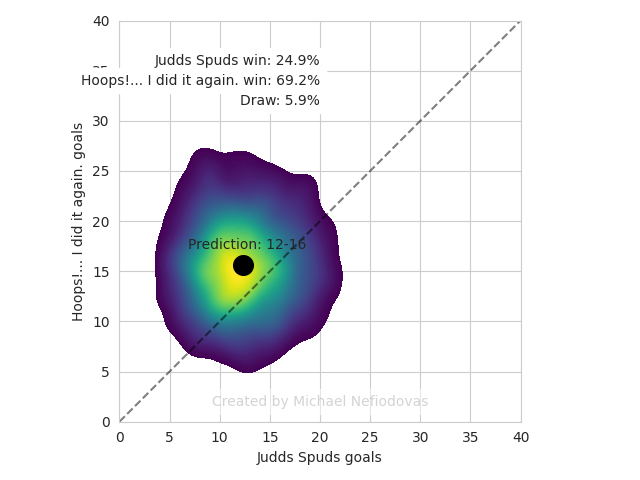 40
Judds Spuds win: 24.9%
35
Hoops!... I did it again. win: 69.2%
Draw: 5.9%
30
25
20
15
10
5
0
Hoops!... I did it again. goals
Prediction: 12-16
Created by Michael Nefiodovas
0 5 10 15 20 25 30 35 40
Judds Spuds goals